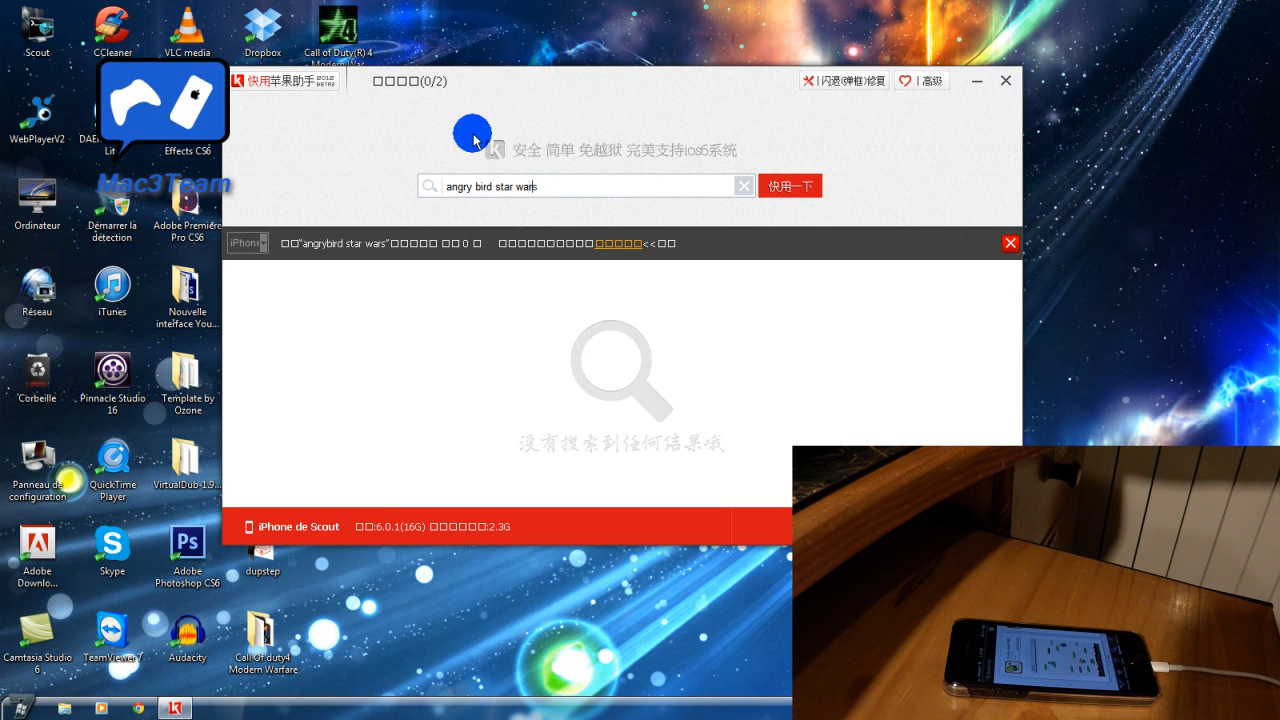 Scout
CCleaner
VLC media
Dropbox
Call of Duty(R) 4
Modern War...
快用苹果助手 2012 BETA2
□□□□(0/2)
闪退(弹框)修复
高级
WebPlayerV2
Effects CS6
Mac3Team
安全 简单 免越狱 完美支持ios6系统
angry bird star wars
快用一下
Ordinateur
Démarrer la
détection
Adobe Premiere
Pro CS6
iPhone
□□"angrybird star wars"□□□□□ □□0 □ □□□□□□□□□□□□□□□<<□□
Réseau
iTunes
Nouvelle
interface You...
Corbeille
Pinnacle Studio
16
Template by
Ozone
没有搜索到任何结果哦
Panneau de
configuration
QuickTime
Player
VirtualDub-1.9...
iPhone de Scout
□□:6.0.1(16G) □□□□□□:2.3G
Adobe
Downlo...
Skype
Ps
Adobe
Photoshop CS6
dupstep
Camtasia Studio
6
TeamViewer 7
Audacity
Call Of duty4
Modern Warfare